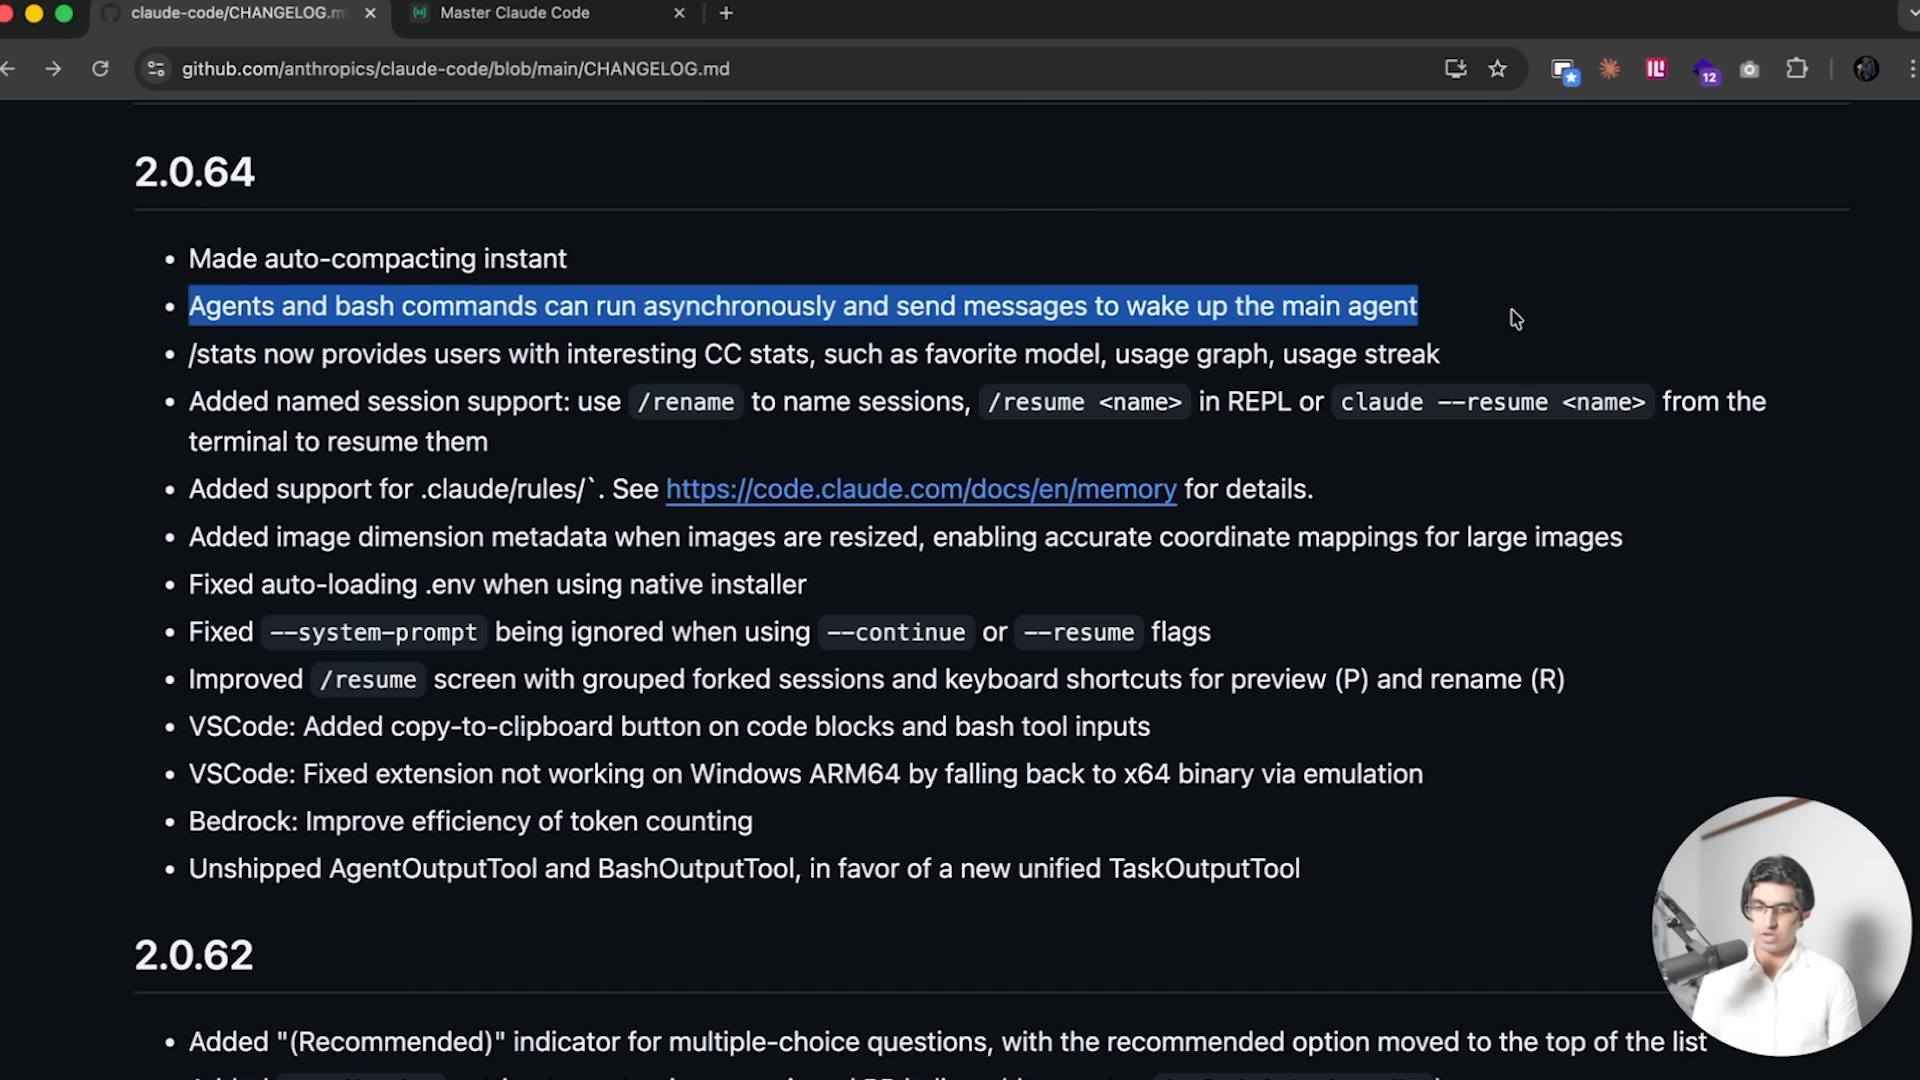 claude-code/CHANGELOG.m
Master Claude Code
github.com/anthropics/claude-code/blob/main/CHANGELOG.md
12
2.0.64
Made auto-compacting instant
Agents and bash commands can run asynchronously and send messages to wake up the main agent
/stats now provides users with interesting CC stats, such as favorite model, usage graph, usage streak
Added named session support: use /rename to name sessions, /resume <name> in REPL or claude --resume <name> from the
terminal to resume them
Added support for .claude/rules/`. See https://code.claude.com/docs/en/memory for details.
Added image dimension metadata when images are resized, enabling accurate coordinate mappings for large images
Fixed auto-loading .env when using native installer
Fixed --system-prompt being ignored when using --continue or --resume flags
Improved /resume screen with grouped forked sessions and keyboard shortcuts for preview (P) and rename (R)
VSCode: Added copy-to-clipboard button on code blocks and bash tool inputs
VSCode: Fixed extension not working on Windows ARM64 by falling back to x64 binary via emulation
Bedrock: Improve efficiency of token counting
Unshipped AgentOutputTool and BashOutputTool, in favor of a new unified TaskOutputTool
2.0.62
Added "(Recommended)" indicator for multiple-choice questions, with the recommended option moved to the top of the list